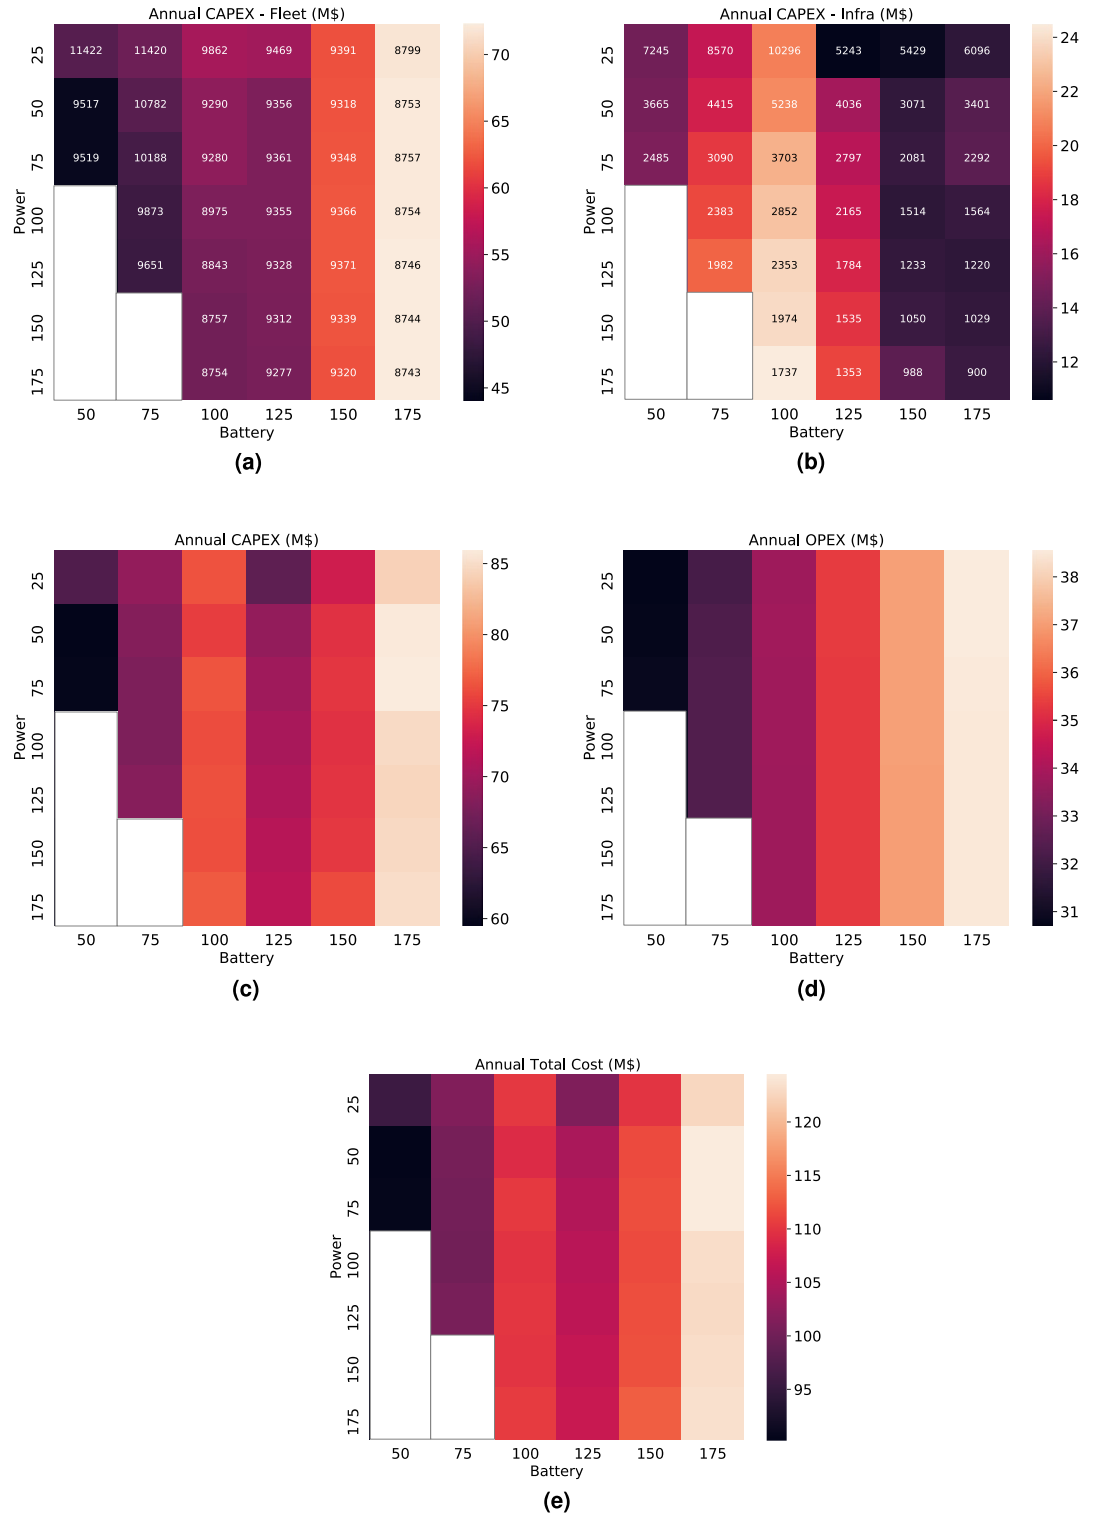 Annual CAPEX - Fleet (M$)
25 11422 11420 9862 9469 9391 8799
50 9517 10782 9290 9356 9318 8753
75 9519 10188 9280 9361 9348 8757
100 9873 8975 9355 9366 8754
125 9651 8843 9328 9371 8746
150 8757 9312 9339 8744
175 8754 9277 9320 8743
Power
50 75 100 125 150 175
Battery
70
65
60
55
50
45
(a)
Annual CAPEX - Infra (M$)
25 7245 8570 10296 5243 5429 6096
50 3665 4415 5238 4036 3071 3401
75 2485 3090 3703 2797 2081 2292
100 2383 2852 2165 1514 1564
125 1982 2353 1784 1233 1220
150 1974 1535 1050 1029
175 1737 1353 988 900
Power
50 75 100 125 150 175
Battery
24
22
20
18
16
14
12
(b)
Annual CAPEX (M$)
25
50
75
100
125
150
175
Power
50 75 100 125 150 175
Battery
85
80
75
70
65
60
(c)
Annual OPEX (M$)
25
50
75
100
125
150
175
Power
50 75 100 125 150 175
Battery
38
37
36
35
34
33
32
31
(d)
Annual Total Cost (M$)
25
50
75
100
125
150
175
Power
50 75 100 125 150 175
Battery
120
115
110
105
100
95
(e)